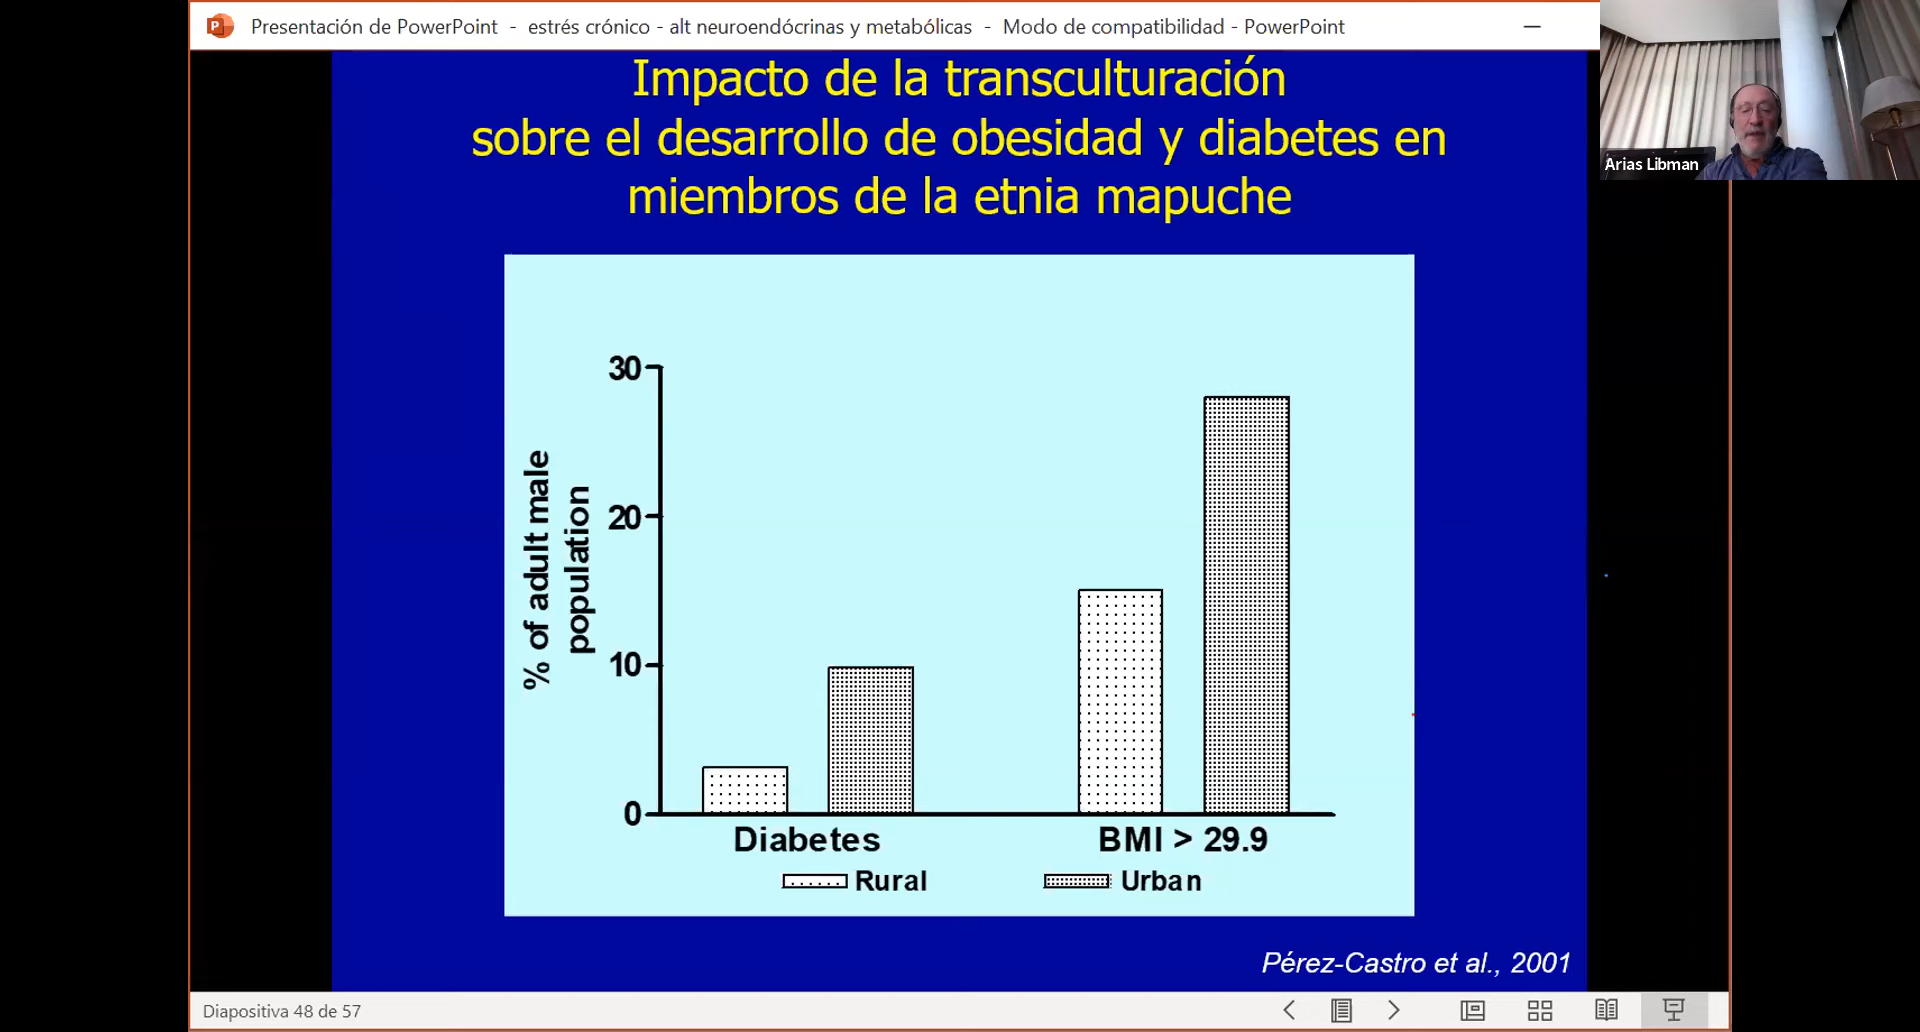 Presentación de PowerPoint - estrés crónico - alt neuroendócrinas y metabólicas - Modo de compatibilidad - PowerPoint
Arias Libman
Impacto de la transculturación
sobre el desarrollo de obesidad y diabetes en
miembros de la etnia mapuche
30
20
10
0
% of adult male
population
Diabetes
BMI > 29.9
Rural
Urban
Pérez-Castro et al., 2001
Diapositiva 48 de 57